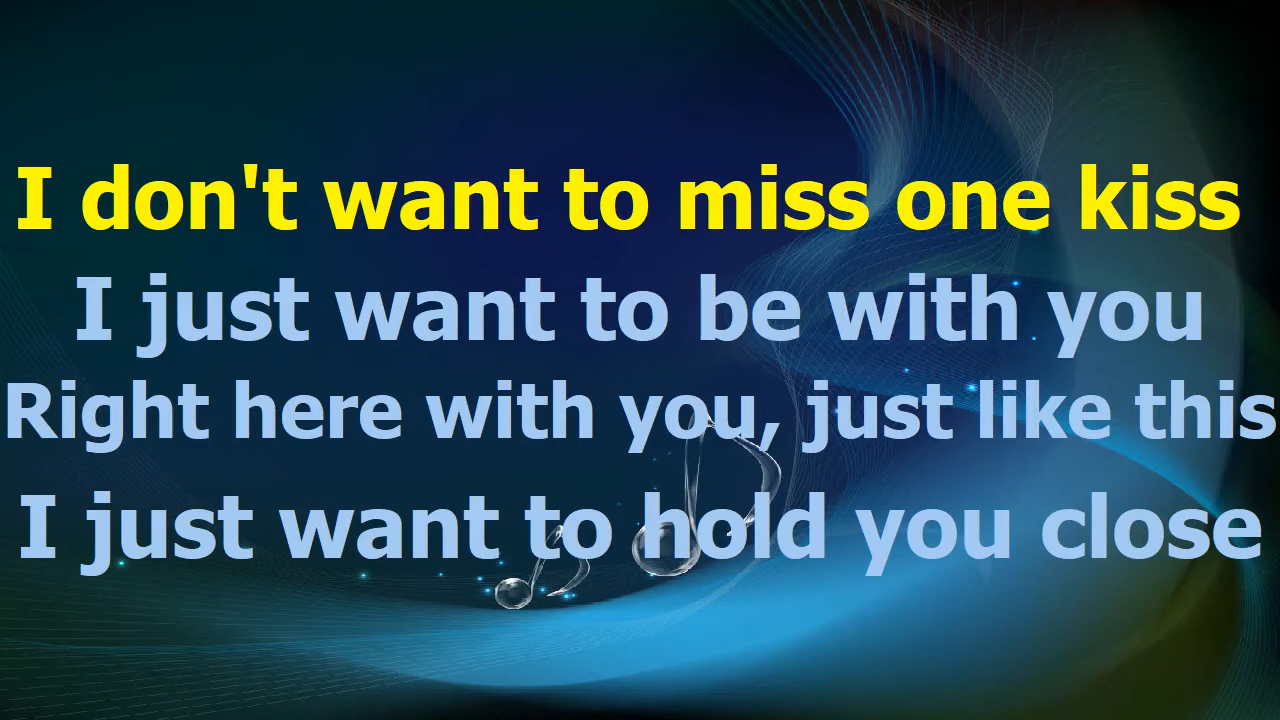 I don't want to miss one kiss
I just want to be with you
Right here with you, just like this
I just want to hold you close